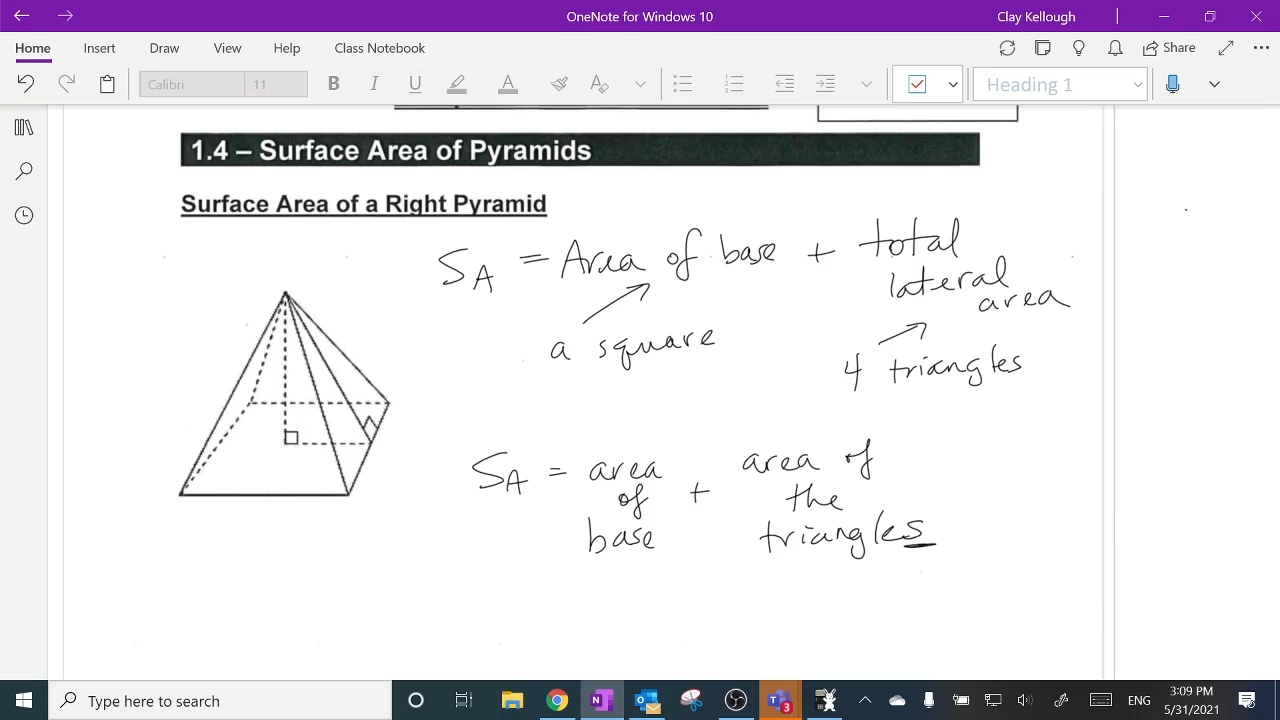 OneNote for Windows 10
Clay Kellough
Home Insert Draw View Help Class Notebook
Share
Calibri 11 B I U A A Heading 1
1.4 – Surface Area of Pyramids
Surface Area of a Right Pyramid
SA = Area of base + total
lateral
area
a square
4 triangles
SA = area + area of
of the
base triangles
Type here to search
3
ENG
3:09 PM
5/31/2021